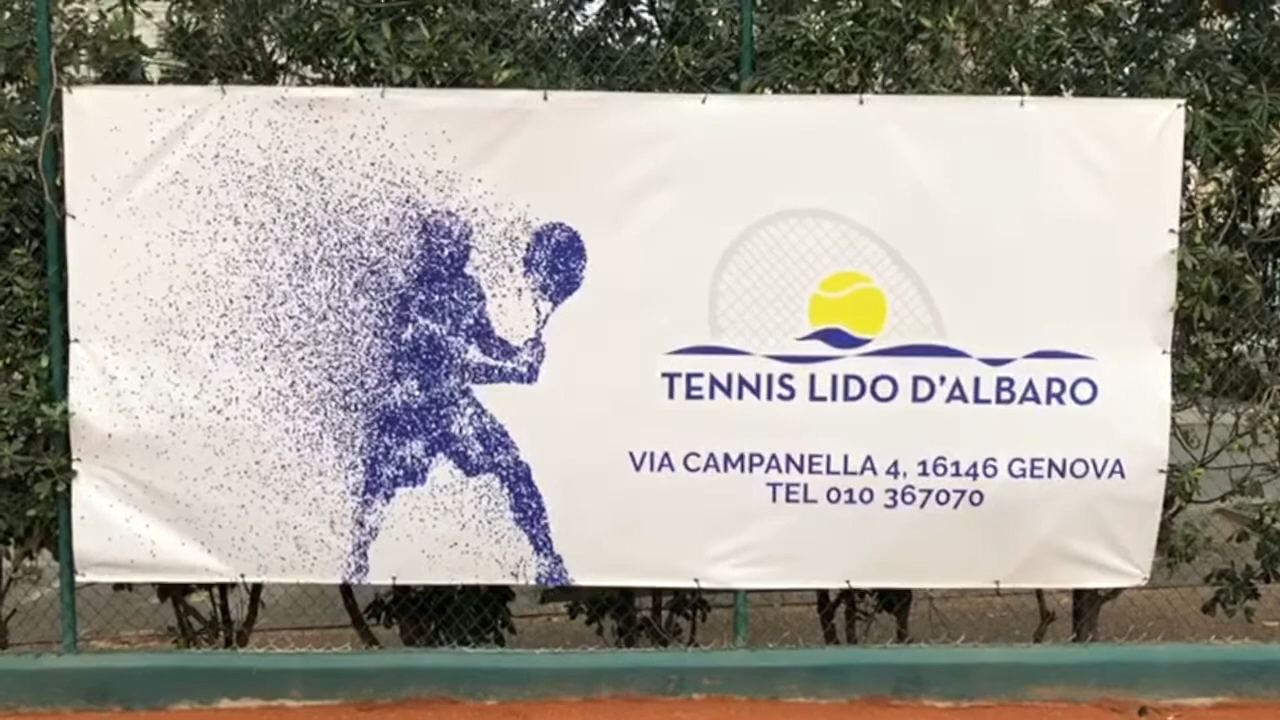 TENNIS LIDO D'ALBARO
VIA CAMPANELLA 4, 16146 GENOVA
TEL 010 367070